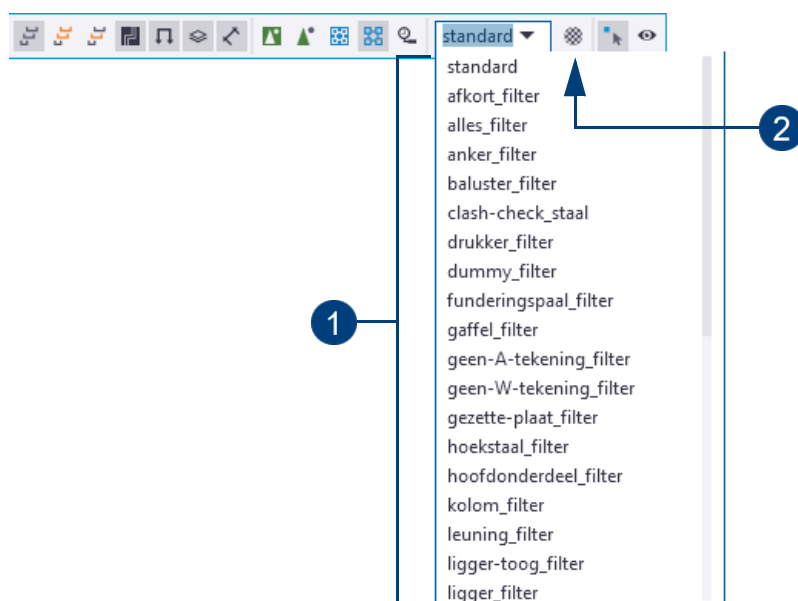 standard
standard
afkort_filter
alles_filter
anker_filter
2
baluster_filter
clash-check_staal
drukker_filter
dummy_filter
funderingspaal_filter
1
gaffel_filter
geen-A-tekening_filter
geen-W-tekening_filter
gezette-plaat_filter
hoekstaal_filter
hoofdonderdeel_filter
kolom_filter
leuning_filter
ligger-toog_filter
ligger_filter